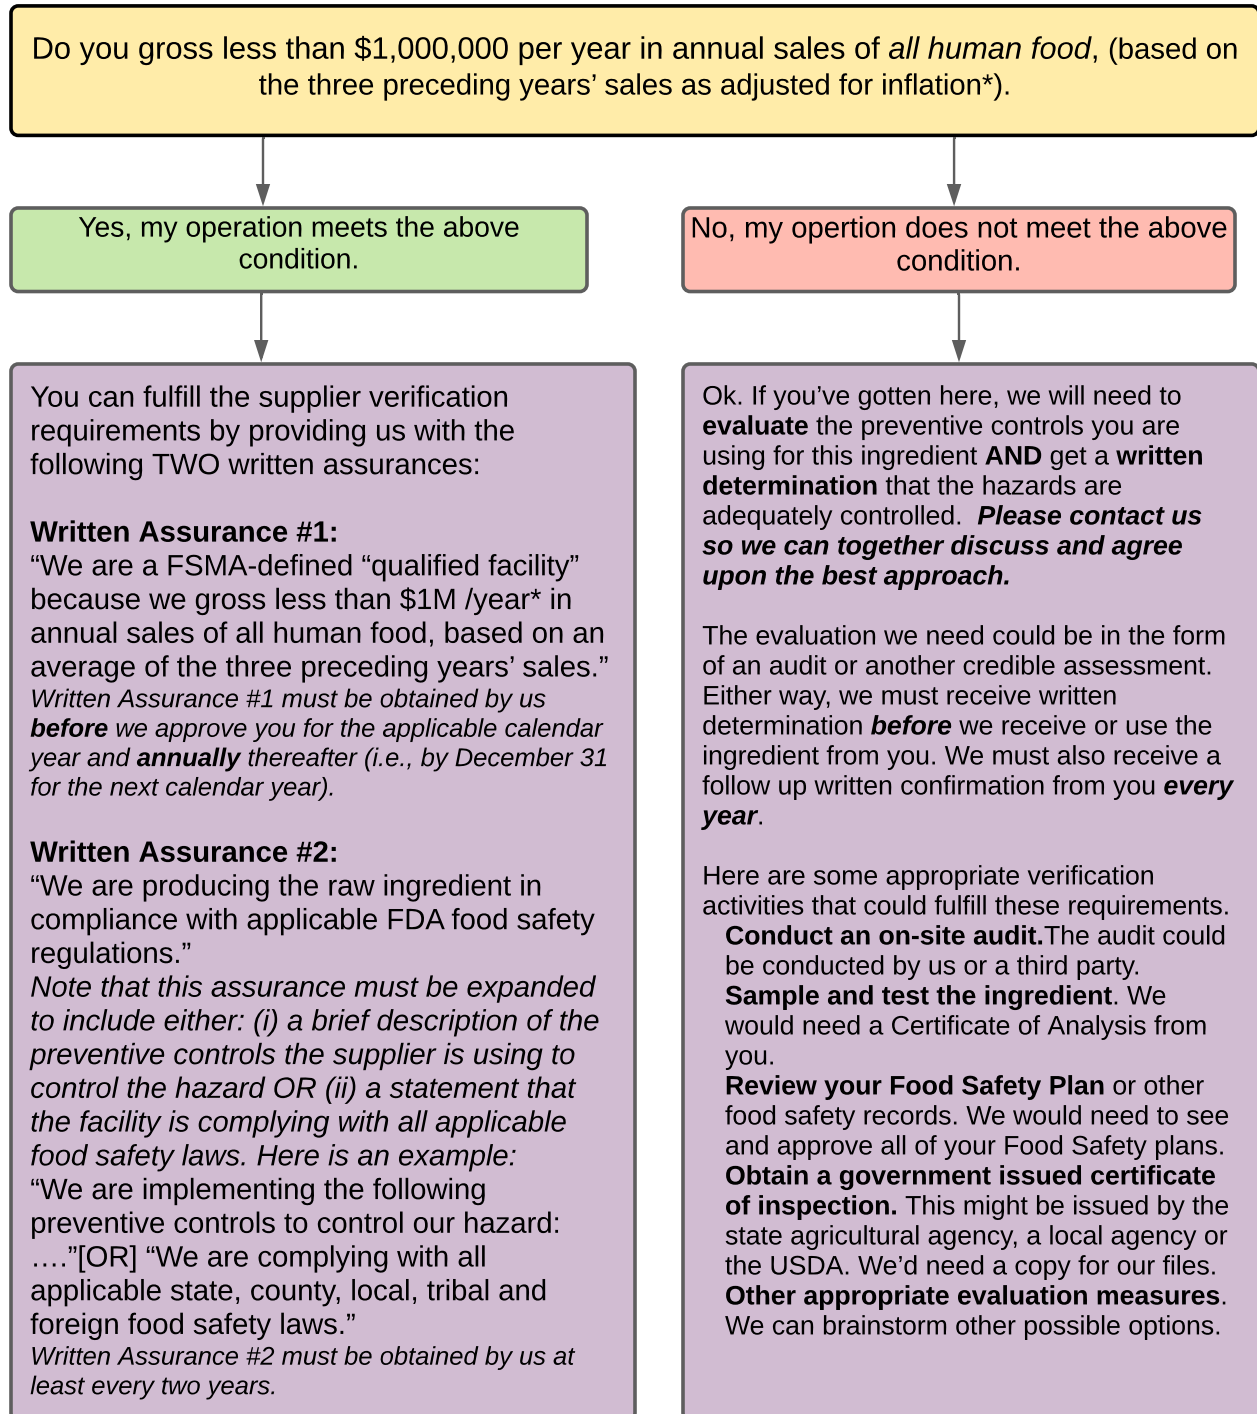 Do you gross less than $1,000,000 per year in annual sales of all human food, (based on
the three preceding years’ sales as adjusted for inflation*).
Yes, my operation meets the above
condition.
No, my opertion does not meet the above
condition.
You can fulfill the supplier verification
requirements by providing us with the
following TWO written assurances:
Written Assurance #1:
“We are a FSMA-defined “qualified facility”
because we gross less than $1M /year* in
annual sales of all human food, based on an
average of the three preceding years’ sales.”
Written Assurance #1 must be obtained by us
before we approve you for the applicable calendar
year and annually thereafter (i.e., by December 31
for the next calendar year).
Written Assurance #2:
“We are producing the raw ingredient in
compliance with applicable FDA food safety
regulations.”
Note that this assurance must be expanded
to include either: (i) a brief description of the
preventive controls the supplier is using to
control the hazard OR (ii) a statement that
the facility is complying with all applicable
food safety laws. Here is an example:
“We are implementing the following
preventive controls to control our hazard:
….”[OR] “We are complying with all
applicable state, county, local, tribal and
foreign food safety laws.”
Written Assurance #2 must be obtained by us at
least every two years.
Ok. If you’ve gotten here, we will need to
evaluate the preventive controls you are
using for this ingredient AND get a written
determination that the hazards are
adequately controlled. Please contact us
so we can together discuss and agree
upon the best approach.
The evaluation we need could be in the form
of an audit or another credible assessment.
Either way, we must receive written
determination before we receive or use the
ingredient from you. We must also receive a
follow up written confirmation from you every
year.
Here are some appropriate verification
activities that could fulfill these requirements.
Conduct an on-site audit.The audit could
be conducted by us or a third party.
Sample and test the ingredient. We
would need a Certificate of Analysis from
you.
Review your Food Safety Plan or other
food safety records. We would need to see
and approve all of your Food Safety plans.
Obtain a government issued certificate
of inspection. This might be issued by the
state agricultural agency, a local agency or
the USDA. We’d need a copy for our files.
Other appropriate evaluation measures.
We can brainstorm other possible options.